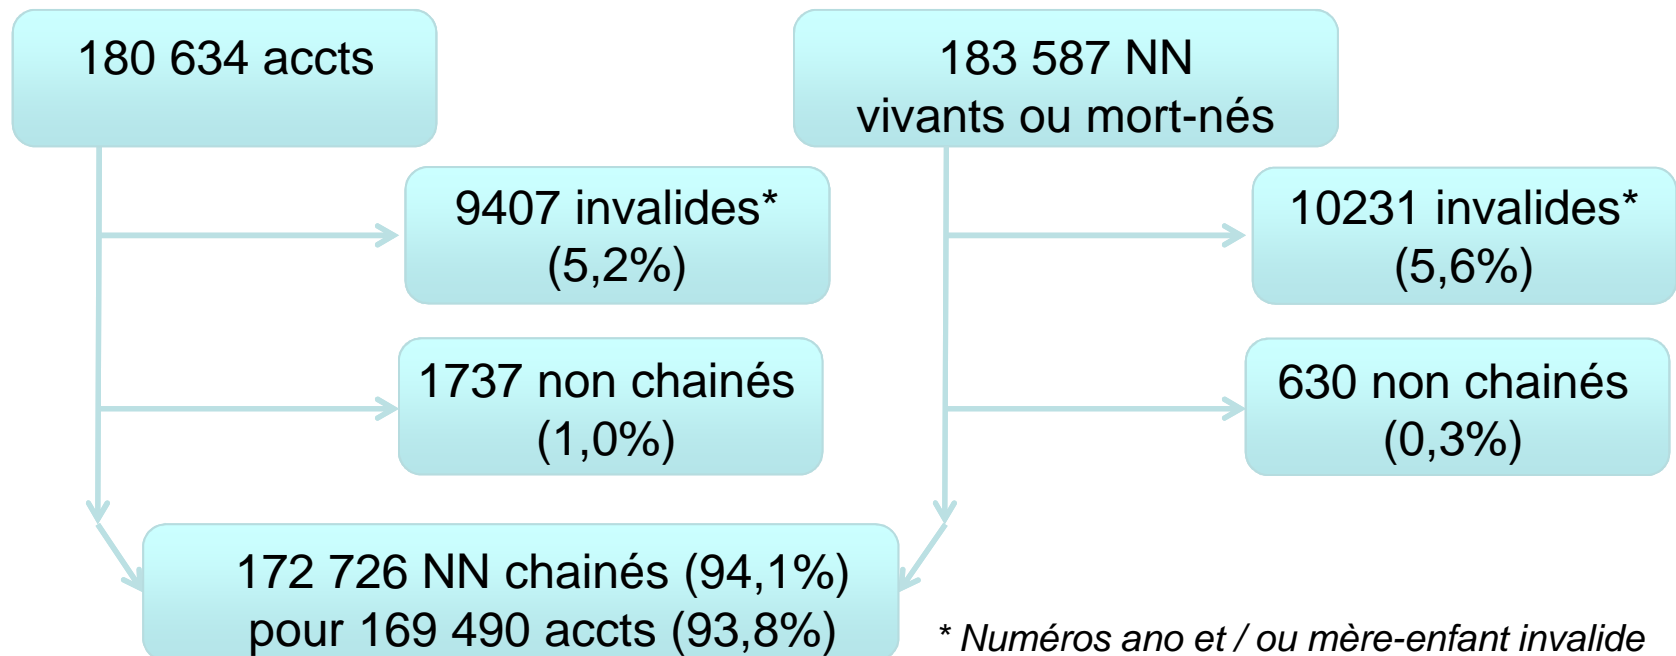 180 634 accts
183 587 NN
vivants ou mort-nés
9407 invalides*
(5,2%)
10231 invalides*
(5,6%)
1737 non chainés
(1,0%)
630 non chainés
(0,3%)
172 726 NN chainés (94,1%)
pour 169 490 accts (93,8%)
* Numéros ano et / ou mère-enfant invalide